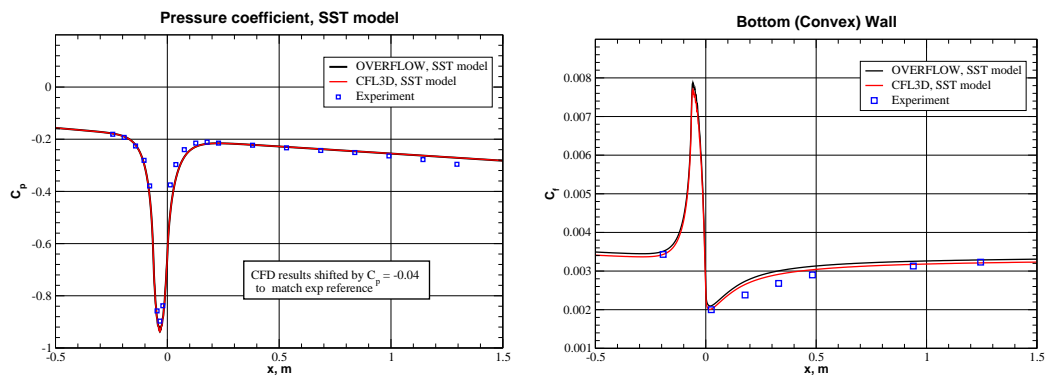 Pressure coefficient, SST model
OVERFLOW, SST model
CFL3D, SST model
Experiment
0
-0.2
-0.4
-0.6
-0.8
-1
Cp
CFD results shifted by Cp = -0.04
to match exp reference
-0.5
0
0.5
1
1.5
x, m
Bottom (Convex) Wall
OVERFLOW, SST model
CFL3D, SST model
Experiment
0.008
0.007
0.006
0.005
0.004
0.003
0.002
0.001
Cf
-0.5
0
0.5
1
1.5
x, m